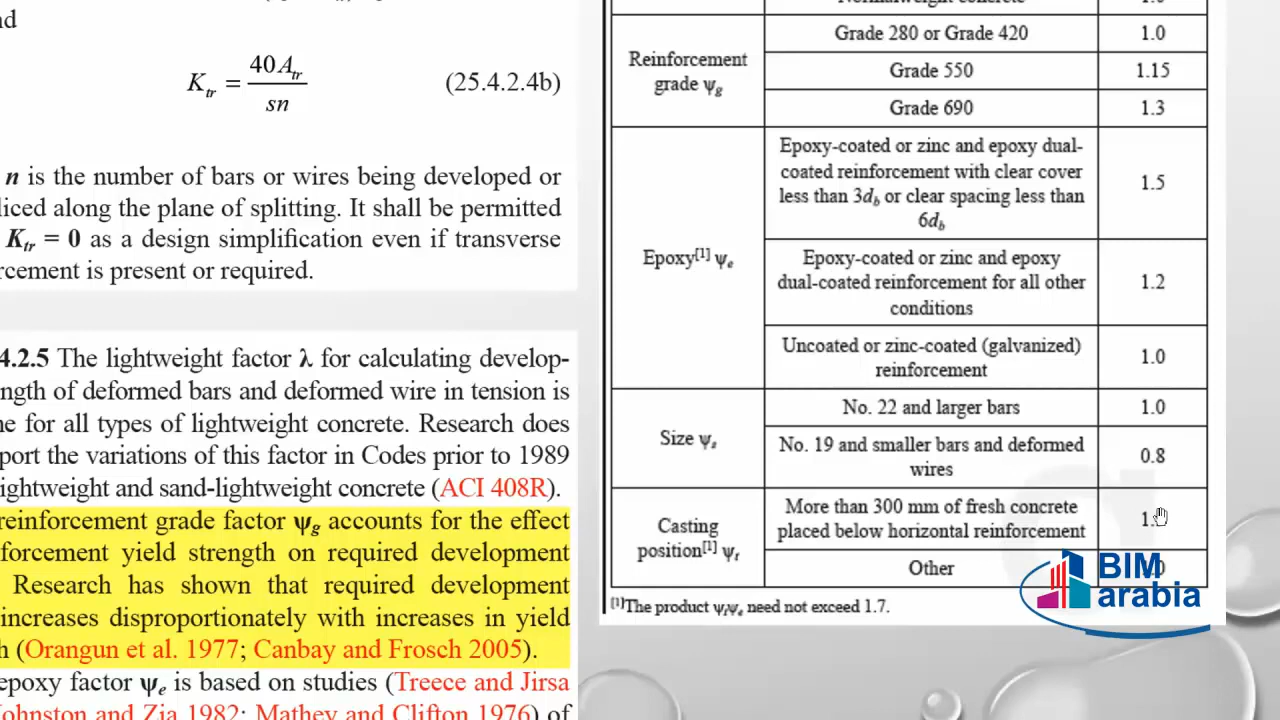 nd
K_tr = 40A_tr / sn (25.4.2.4b)
n is the number of bars or wires being developed or
liced along the plane of splitting. It shall be permitted
K_tr = 0 as a design simplification even if transverse
rcement is present or required.
4.2.5 The lightweight factor λ for calculating develop-
ngth of deformed bars and deformed wire in tension is
ne for all types of lightweight concrete. Research does
port the variations of this factor in Codes prior to 1989
ightweight and sand-lightweight concrete (ACI 408R).
reinforcement grade factor ψg accounts for the effect
forcement yield strength on required development
Research has shown that required development
increases disproportionately with increases in yield
h (Orangun et al. 1977; Canbay and Frosch 2005).
epoxy factor ψe is based on studies (Treece and Jirsa
Johnston and Zia 1982; Mathey and Clifton 1976) of
Reinforcement
grade ψg
Grade 280 or Grade 420 1.0
Grade 550 1.15
Grade 690 1.3
Epoxy[1] ψe
Epoxy-coated or zinc and epoxy dual-
coated reinforcement with clear cover
less than 3db or clear spacing less than
6db
1.5
Epoxy-coated or zinc and epoxy
dual-coated reinforcement for all other
conditions
1.2
Uncoated or zinc-coated (galvanized)
reinforcement
1.0
Size ψs
No. 22 and larger bars 1.0
No. 19 and smaller bars and deformed
wires
0.8
Casting
position[1] ψt
More than 300 mm of fresh concrete
placed below horizontal reinforcement
Other
[1]The product ψtψe need not exceed 1.7.
BIM
arabia